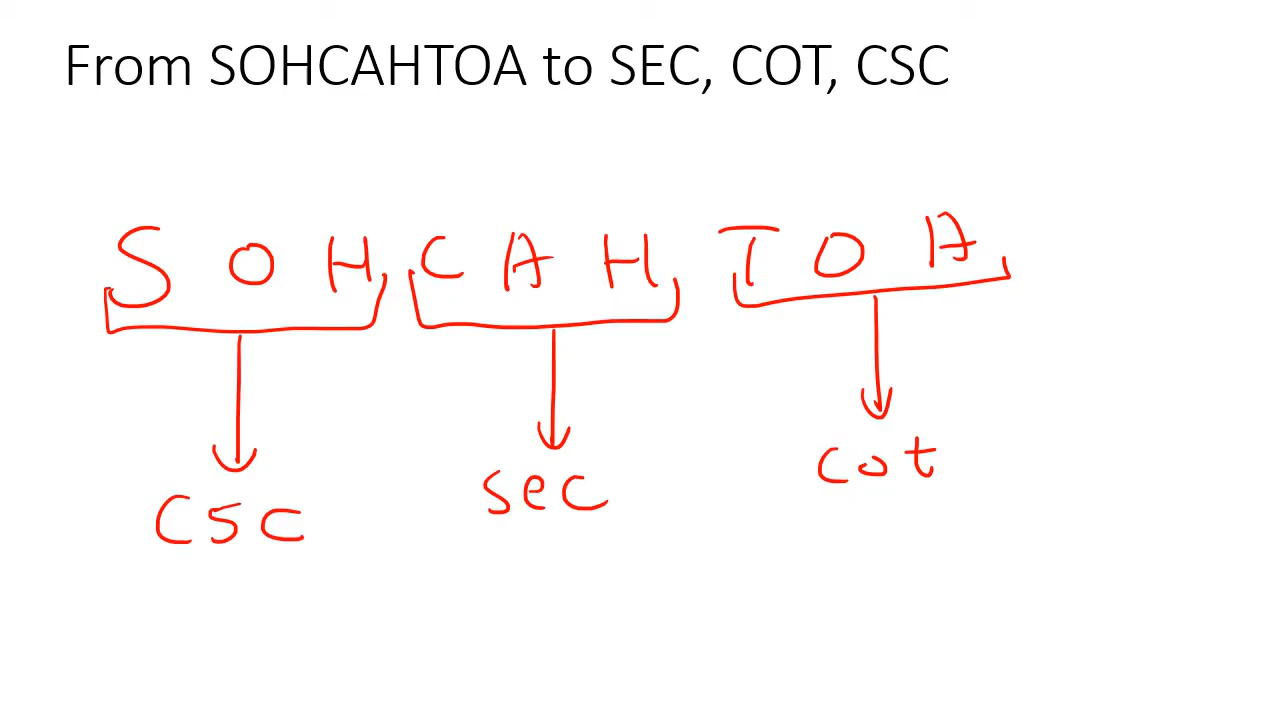 From SOHCAHTOA to SEC, COT, CSC
S O H, C A H, T O A,
csc sec cot